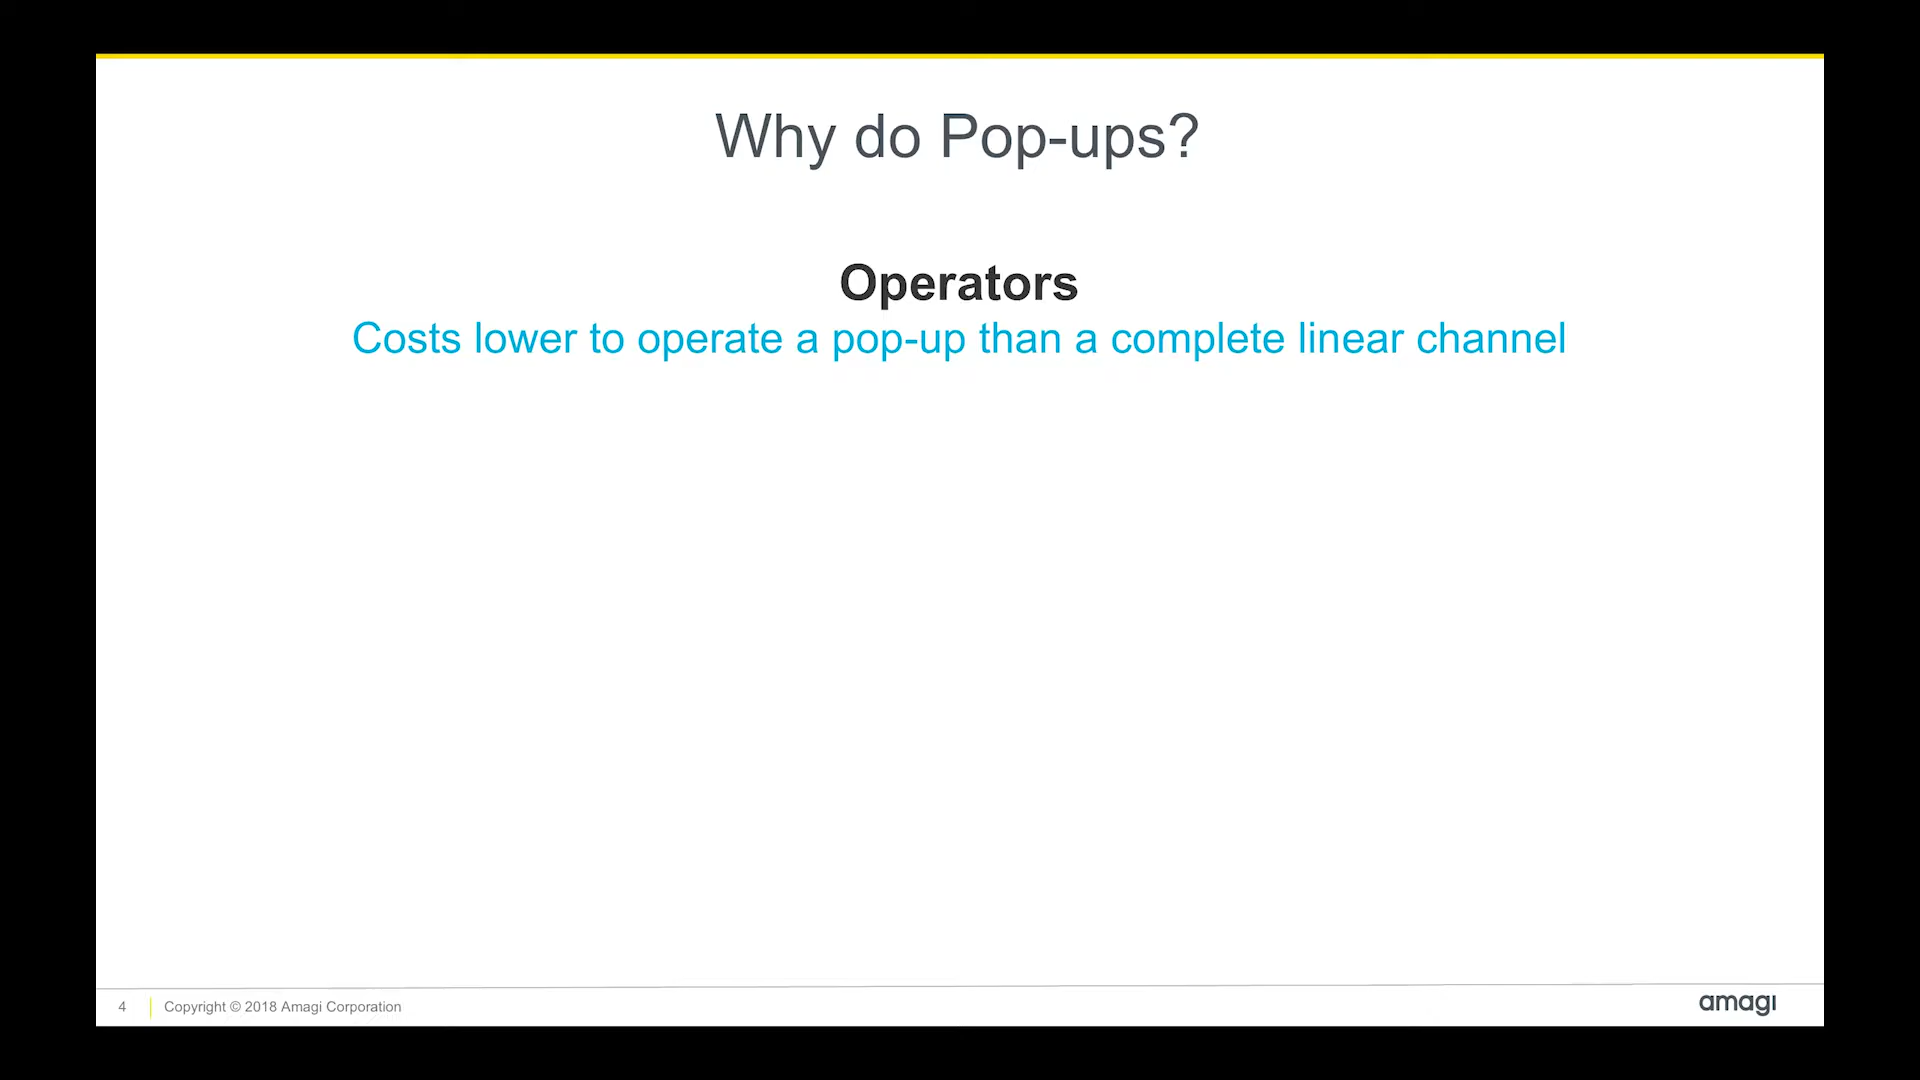 Why do Pop-ups?
Operators
Costs lower to operate a pop-up than a complete linear channel
4
Copyright © 2018 Amagi Corporation
amagi